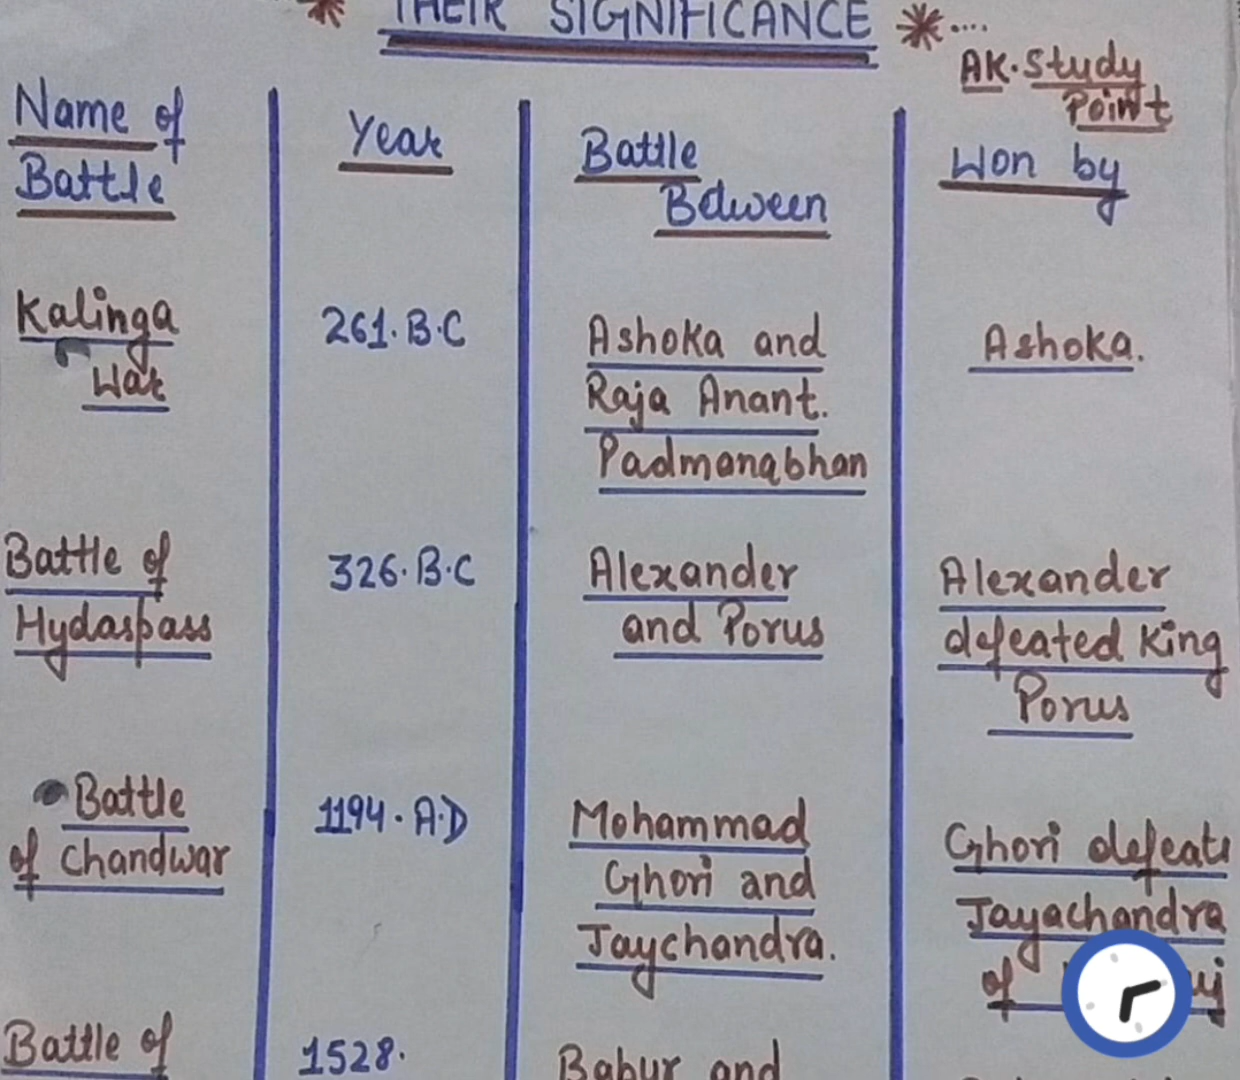 THEIR SIGNIFICANCE
AK. Study
Point
Name of
Battle
Year
Battle
Between
Won by
Kalinga
War
261. B.C
Ashoka and
Raja Anant.
Padmanabhan
Ashoka.
Battle of
Hydaspass
326. B.C
Alexander
and Porus
Alexander
defeated King
Porus
Battle
of Chandwar
1194. A.D
Mohammad
Ghori and
Jaychandra.
Ghori defeats
Jayachandra
of
Battle of
1528.
Babur and